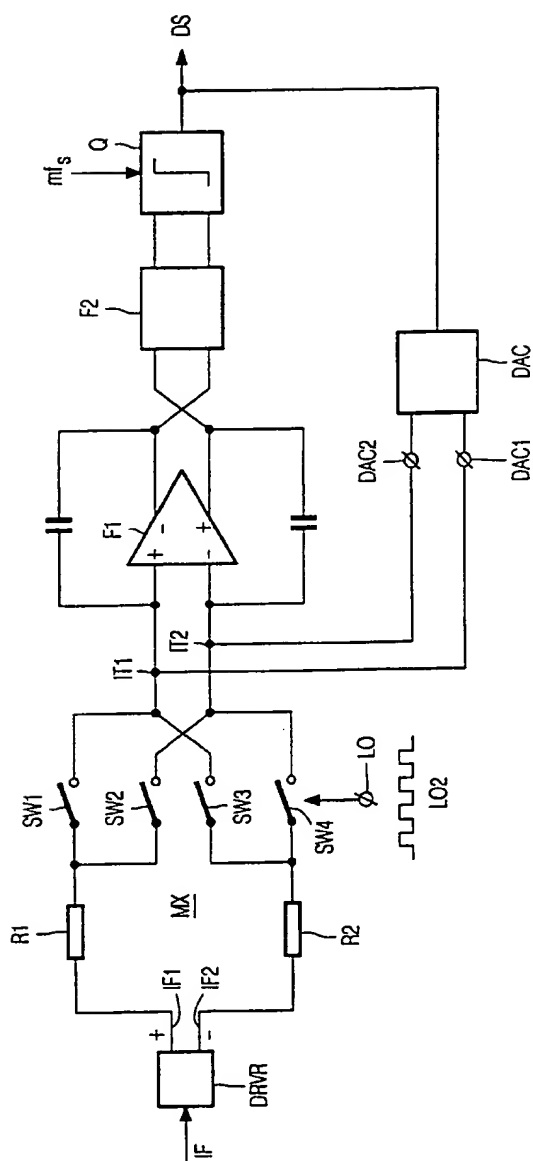 IF
DRVR
+
-
IF1
IF2
R1
R2
MX
SW1
SW2
SW3
SW4
LO
LO2
IT1
IT2
F1
+
-
-
+
F2
mfs
Q
DS
DAC2
DAC1
DAC